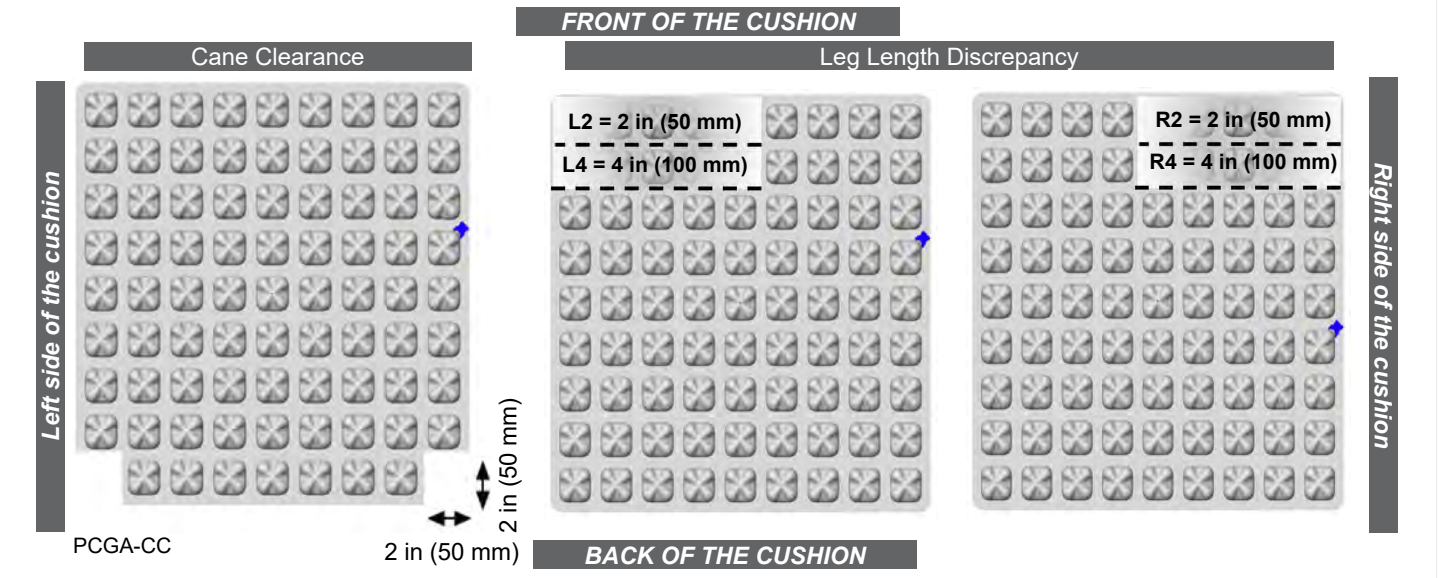 FRONT OF THE CUSHION
Cane Clearance
Leg Length Discrepancy
Left side of the cushion
L2 = 2 in (50 mm)
L4 = 4 in (100 mm)
R2 = 2 in (50 mm)
R4 = 4 in (100 mm)
Right side of the cushion
2 in (50 mm)
PCGA-CC
2 in (50 mm)
BACK OF THE CUSHION